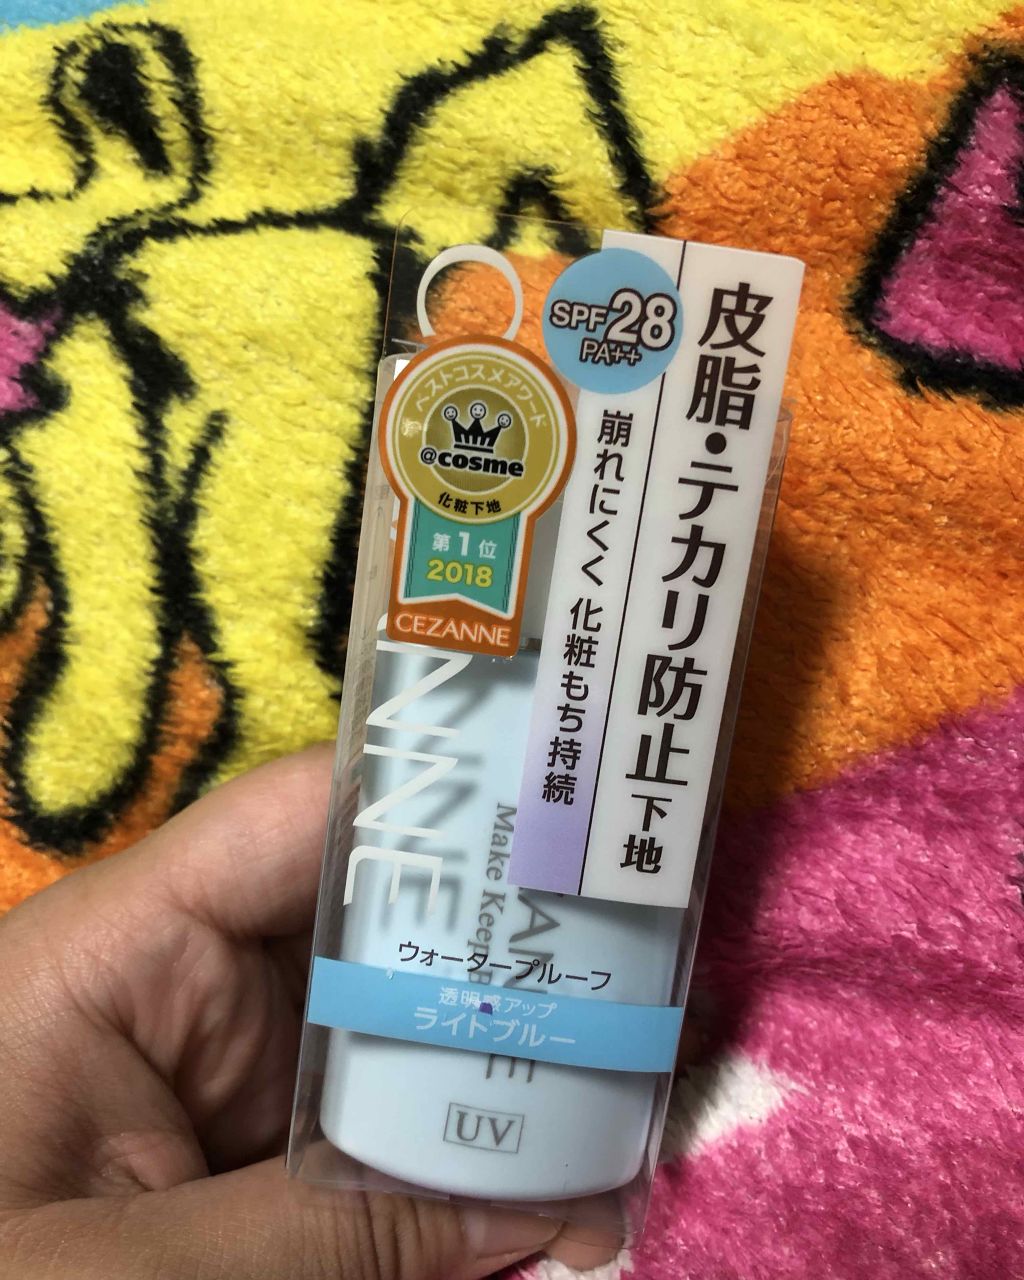 SPF28
PA++
皮脂・テカリ防止下地
崩れにくく 化粧もち持続
ベストコスメアワード
@cosme
化粧下地
第1位
2018
CEZANNE
NNE
Make Keep
ウォータープルーフ
透明感アップ
ライトブルー
UV